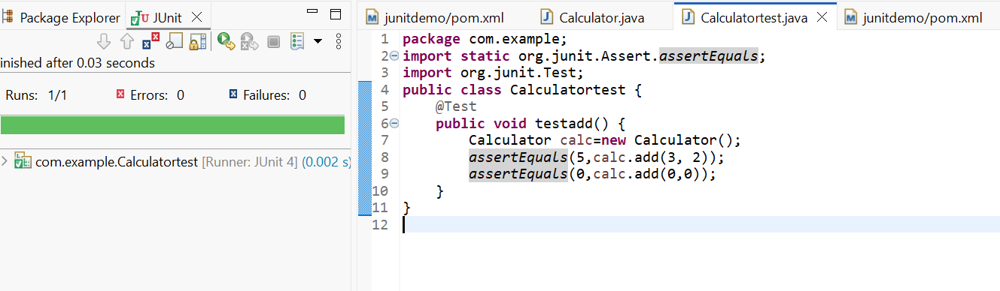 Package Explorer JUnit
inished after 0.03 seconds
Runs: 1/1 Errors: 0 Failures: 0
com.example.Calculatortest [Runner: JUnit 4] (0.002 s)
junitdemo/pom.xml Calculator.java Calculatortest.java junitdemo/pom.xml
1 package com.example;
2 import static org.junit.Assert.assertEquals;
3 import org.junit.Test;
4 public class Calculatortest {
5 @Test
6 public void testadd() {
7 Calculator calc=new Calculator();
8 assertEquals(5,calc.add(3, 2));
9 assertEquals(0,calc.add(0,0));
10 }
11 }
12